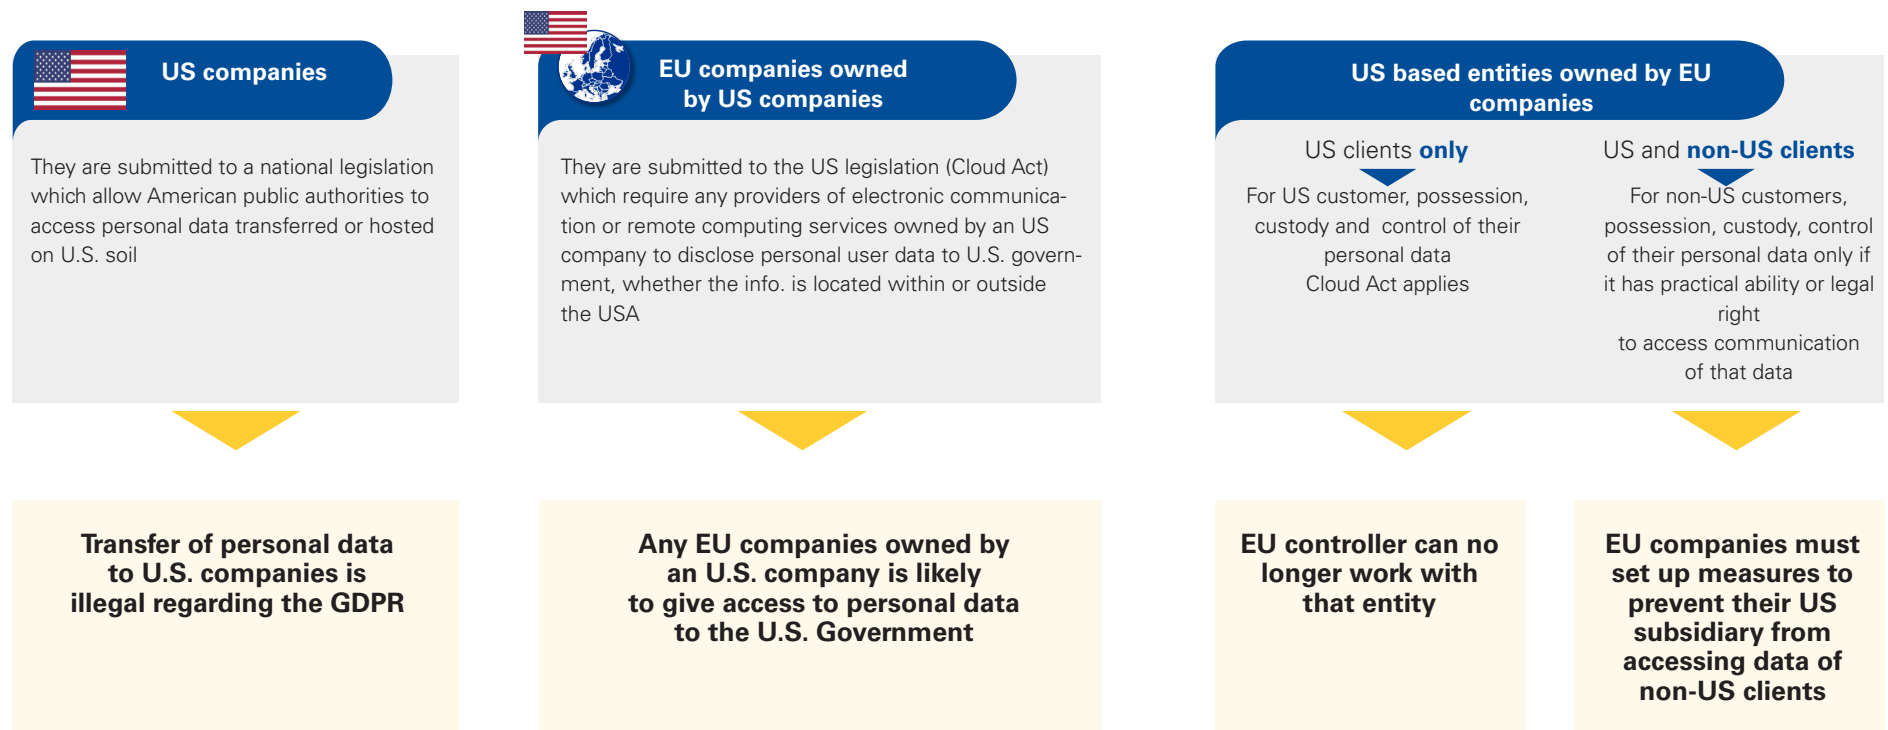 US companies
They are submitted to a national legislation
which allow American public authorities to
access personal data transferred or hosted
on U.S. soil
Transfer of personal data
to U.S. companies is
illegal regarding the GDPR
EU companies owned
by US companies
They are submitted to the US legislation (Cloud Act)
which require any providers of electronic communica-
tion or remote computing services owned by an US
company to disclose personal user data to U.S. govern-
ment, whether the info. is located within or outside
the USA
Any EU companies owned by
an U.S. company is likely
to give access to personal data
to the U.S. Government
US based entities owned by EU
companies
US clients only
For US customer, possession,
custody and control of their
personal data
Cloud Act applies
EU controller can no
longer work with
that entity
US and non-US clients
For non-US customers,
possession, custody, control
of their personal data only if
it has practical ability or legal
right
to access communication
of that data
EU companies must
set up measures to
prevent their US
subsidiary from
accessing data of
non-US clients